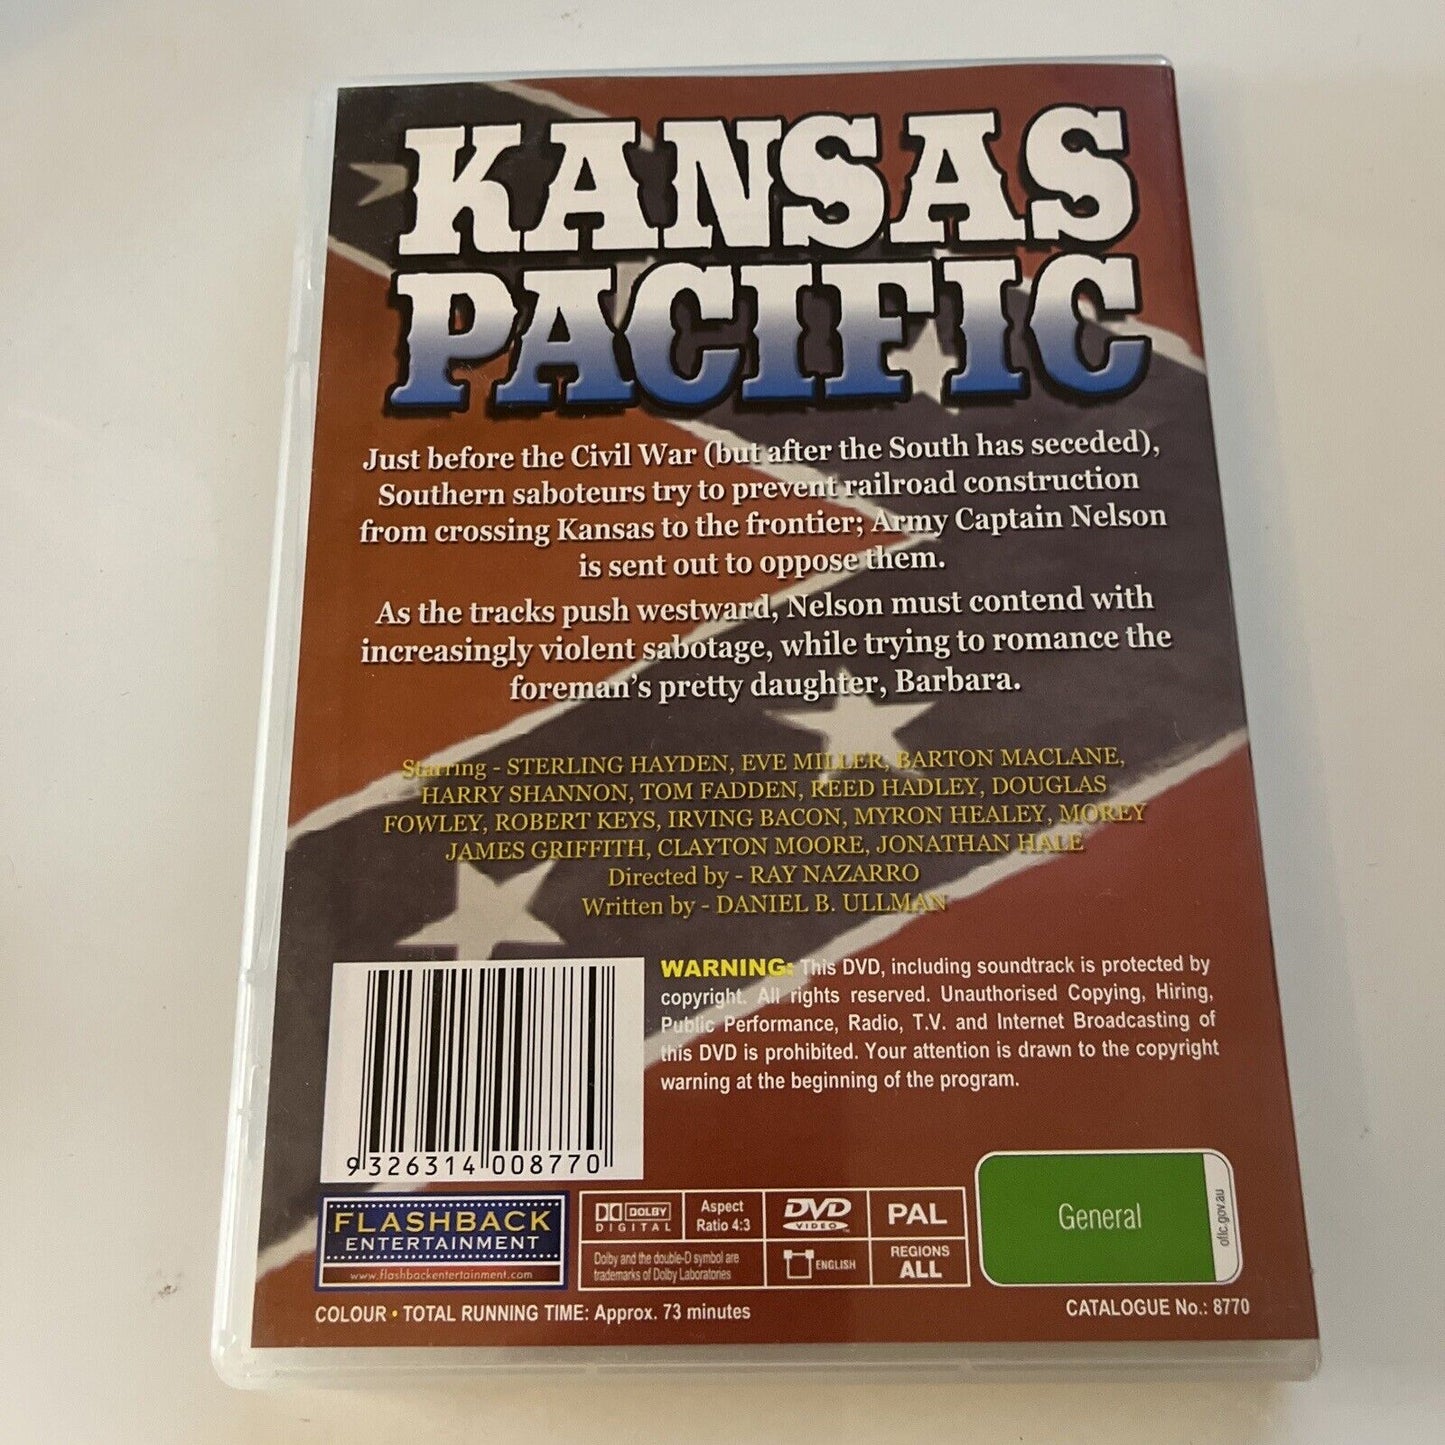 KANSAS
PACIFIC
Just before the Civil War (but after the South has seceded),
Southern saboteurs try to prevent railroad construction
from crossing Kansas to the frontier; Army Captain Nelson
is sent out to oppose them.
As the tracks push westward, Nelson must contend with
increasingly violent sabotage, while trying to romance the
foreman's pretty daughter, Barbara.
Starring - STERLING HAYDEN, EVE MILLER, BARTON MACLANE,
HARRY SHANNON, TOM FADDEN, REED HADLEY, DOUGLAS
FOWLEY, ROBERT KEYS, IRVING BACON, MYRON HEALEY, MOREY
JAMES GRIFFITH, CLAYTON MOORE, JONATHAN HALE
Directed by - RAY NAZARRO
Written by - DANIEL B. ULLMAN
WARNING: This DVD, including soundtrack is protected by
copyright. All rights reserved. Unauthorised Copying, Hiring,
Public Performance, Radio, T.V. and Internet Broadcasting of
this DVD is prohibited. Your attention is drawn to the copyright
warning at the beginning of the program.
9 326314 008770
FLASHBACK
ENTERTAINMENT
www.flashbackentertainment.com
DOLBY
DIGITAL
Dolby and the double-D symbol are
trademarks of Dolby Laboratories
Aspect
Ratio 4:3
DVD
VIDEO
ENGLISH
PAL
REGIONS
ALL
General
oflc.gov.au
COLOUR • TOTAL RUNNING TIME: Approx. 73 minutes
CATALOGUE No.: 8770